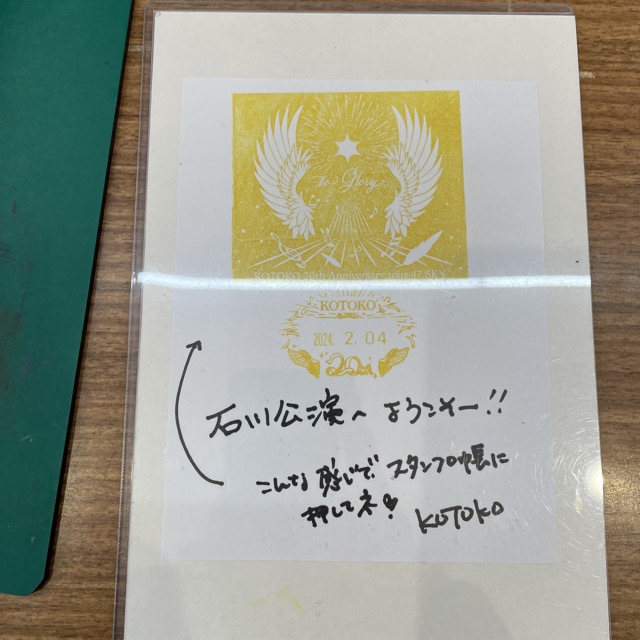 to Glory
KOTOKO
2024 2. 04
20th
石川公演へ ようこそー!!
こんな感じで スタンプ帳に
押してネ♥
KOTOKO